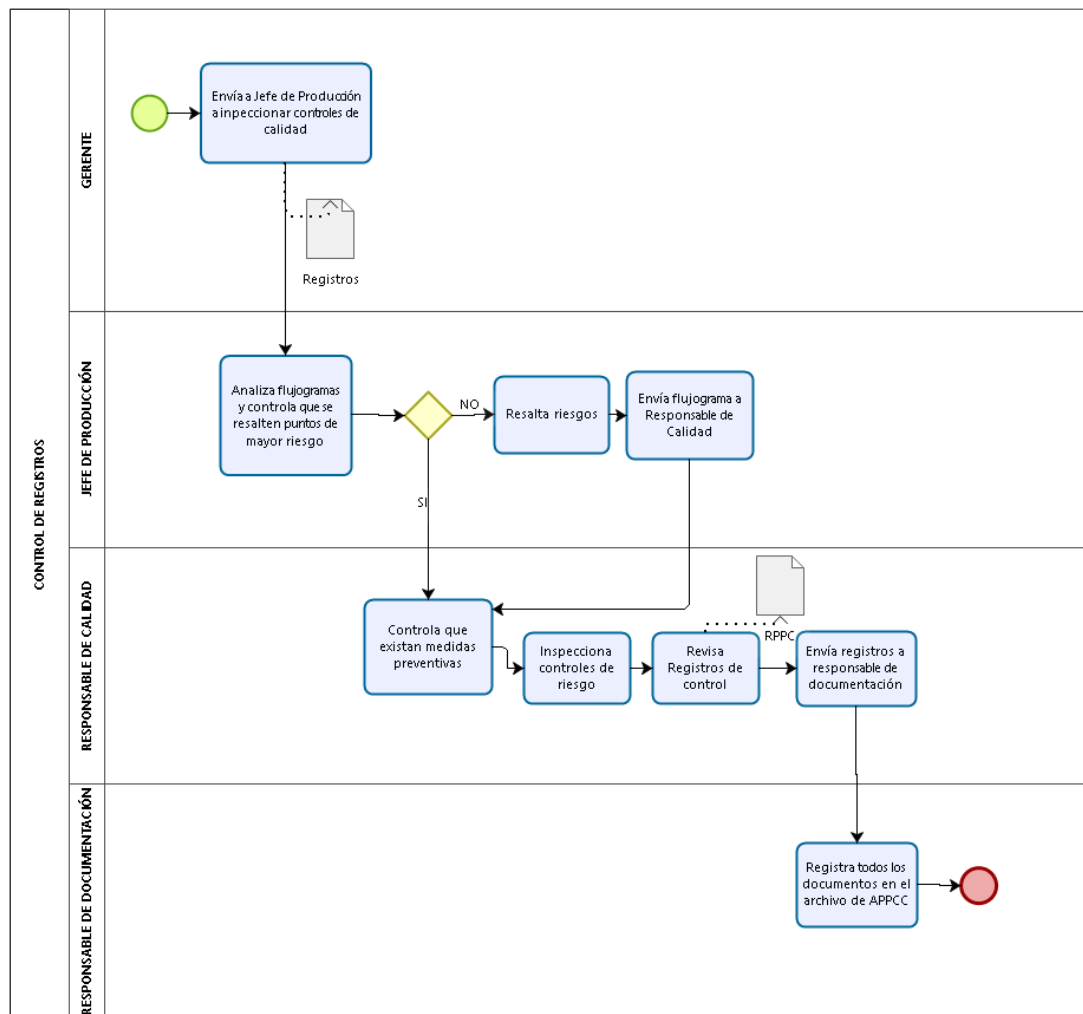 CONTROL DE REGISTROS
GERENTE
Envía a Jefe de Producción
a inpeccionar controles de
calidad
Registros
JEFE DE PRODUCCIÓN
Analiza flujogramas
y controla que se
resalten puntos de
mayor riesgo
NO
SI
Resalta riesgos
Envía flujograma a
Responsable de
Calidad
RESPONSABLE DE CALIDAD
Controla que
existan medidas
preventivas
Inspecciona
controles de
riesgo
Revisa
Registros de
control
RPPC
Envía registros a
responsable de
documentación
RESPONSABLE DE DOCUMENTACIÓN
Registra todos los
documentos en el
archivo de APPCC